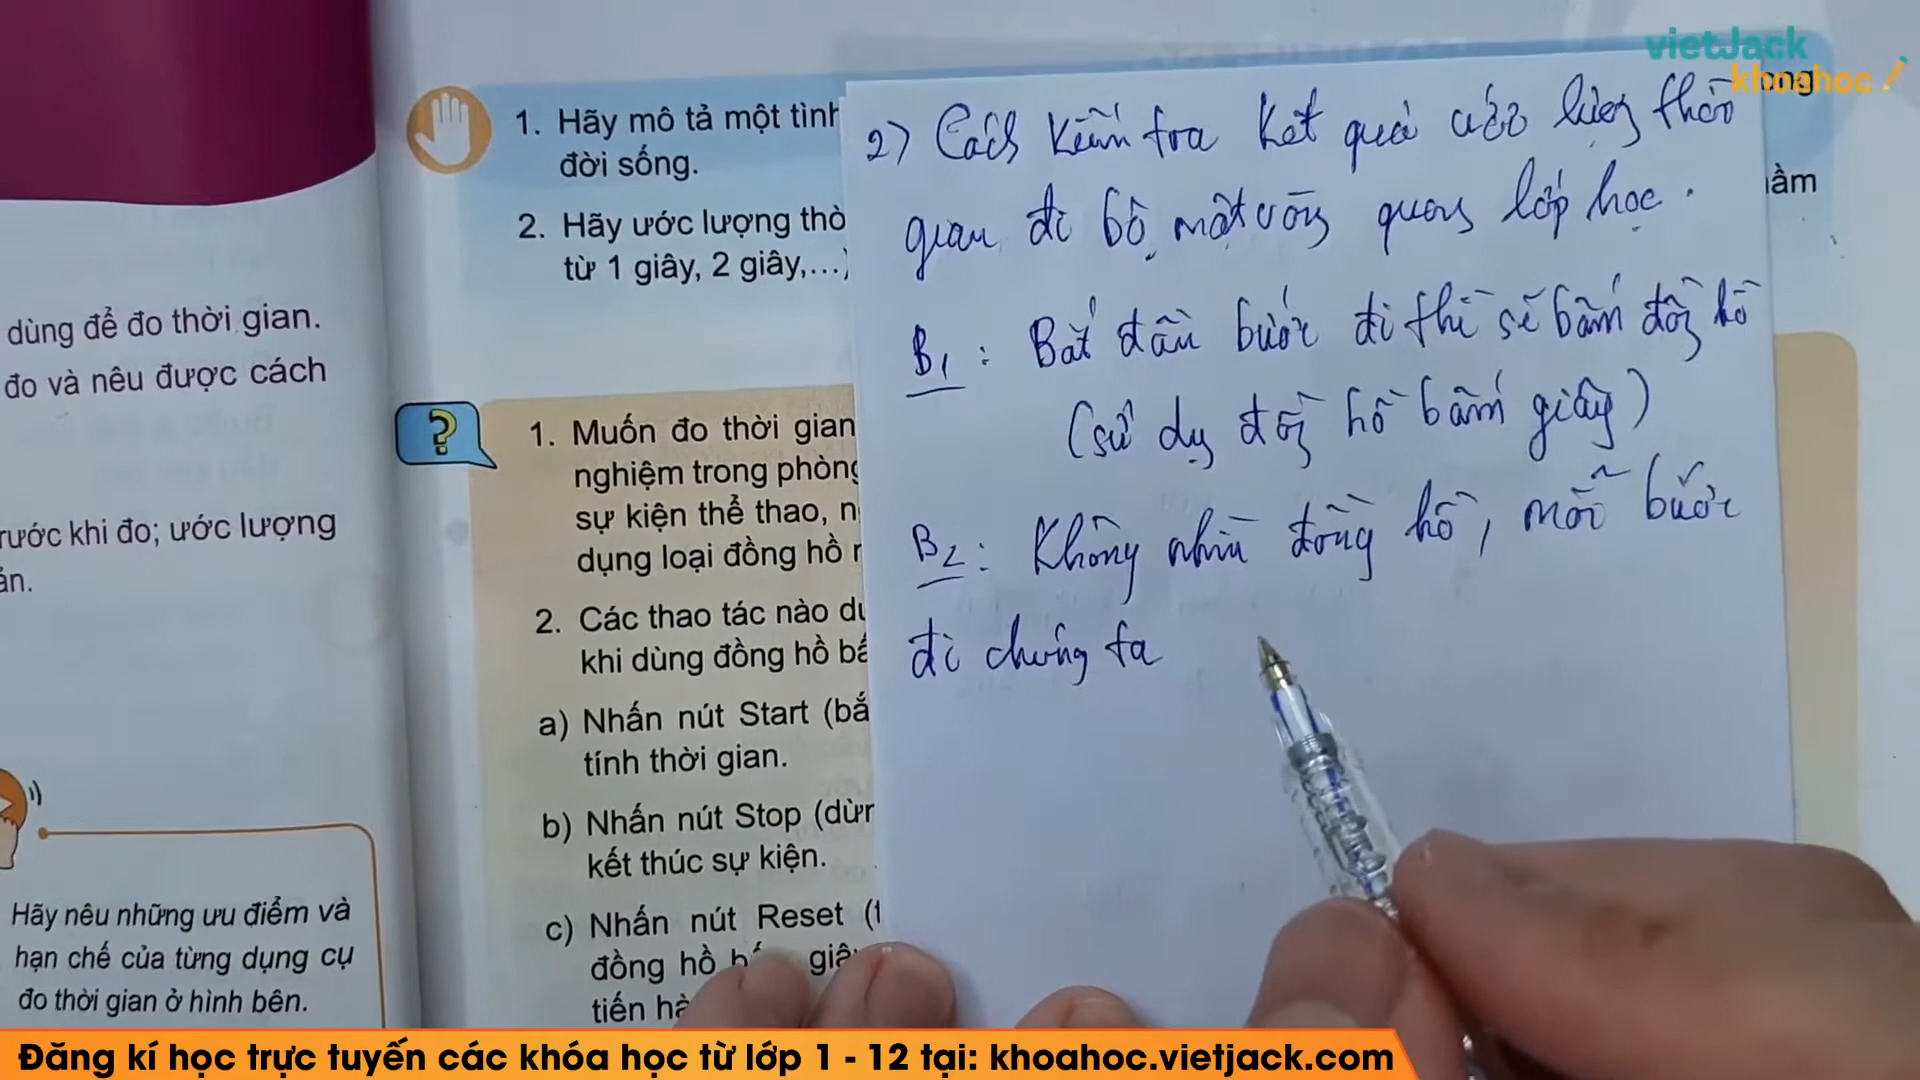 vietJack
khoahoc
dùng để đo thời gian.
đo và nêu được cách
rước khi đo; ước lượng
ản.
Hãy nêu những ưu điểm và
hạn chế của từng dụng cụ
đo thời gian ở hình bên.
1. Hãy mô tả một tình
đời sống.
2. Hãy ước lượng thờ
từ 1 giây, 2 giây,...)
ong
ầm
?
1. Muốn đo thời gian
nghiệm trong phòng
sự kiện thể thao, n
dụng loại đồng hồ n
2. Các thao tác nào dư
khi dùng đồng hồ bấ
a) Nhấn nút Start (bắ
tính thời gian.
b) Nhấn nút Stop (dừn
kết thúc sự kiện.
c) Nhấn nút Reset (t
đồng hồ giâ
tiến hà
2) Cách kiểm tra kết quả ước lượng thời
gian đi bộ một vòng quang lớp học.
B1: Bắt đầu bước đi thì sẽ bấm đồng hồ
(sử dụng đồng hồ bấm giây)
B2: Không nhìn đồng hồ, mỗi bước
đi chúng ta
Đăng kí học trực tuyến các khóa học từ lớp 1 - 12 tại: khoahoc.vietjack.com